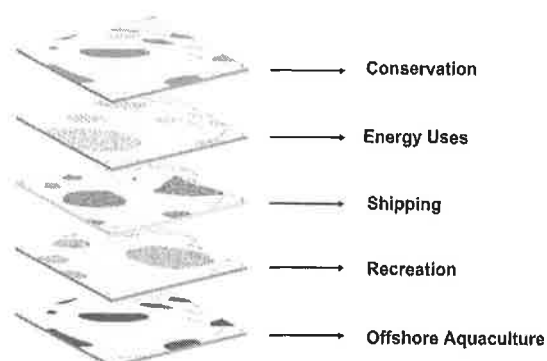 Conservation
Energy Uses
Shipping
Recreation
Offshore Aquaculture